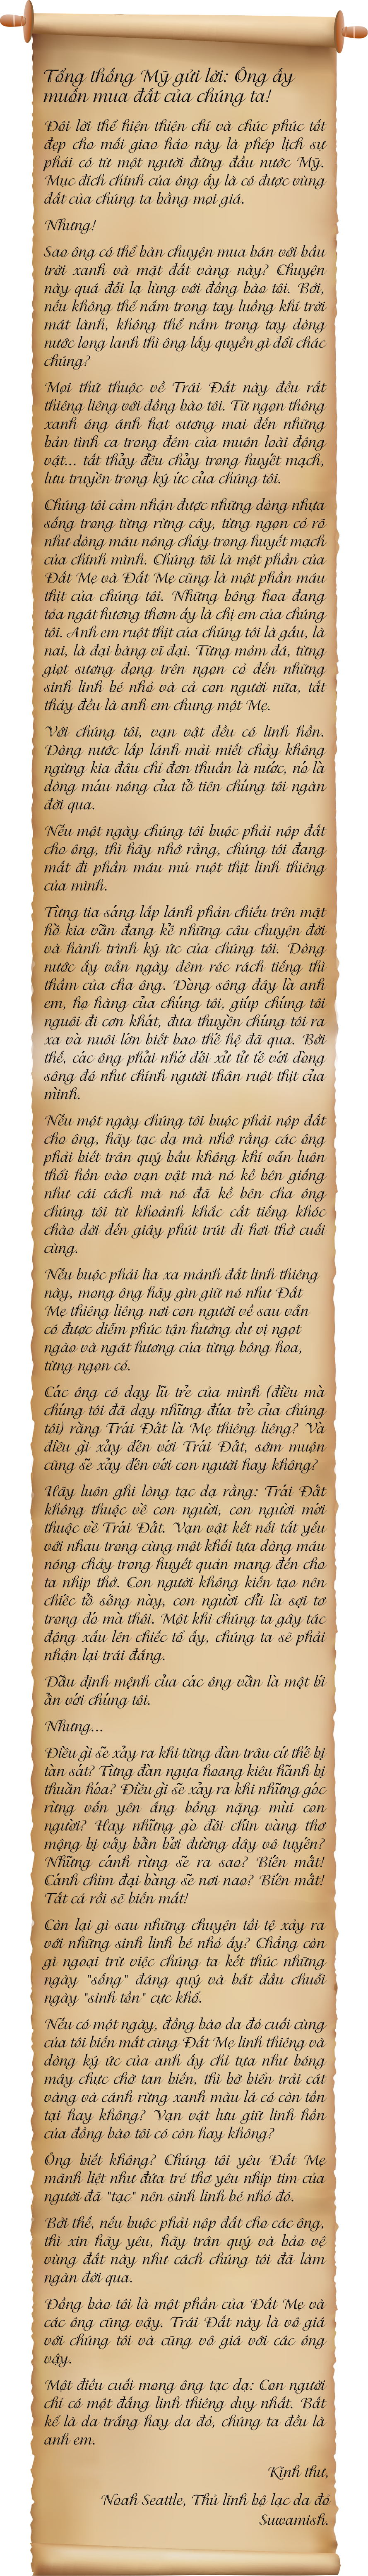 Tổng thống Mỹ gửi lời: Ông ấy
muốn mua đất của chúng ta!
Đôi lời thể hiện thiện chí và chúc phúc tốt
đẹp cho mối giao hảo này là phép lịch sự
phải có từ một người đứng đầu nước Mỹ.
Mục đích chính của ông ấy là có được vùng
đất của chúng ta bằng mọi giá.
Nhưng!
Sao ông có thể bàn chuyện mua bán với bầu
trời xanh và mặt đất vàng này? Chuyện
này quá đỗi lạ lùng với đồng bào tôi. Bởi,
nếu không thể nắm trong tay luồng khí trời
mát lành, không thể nắm trong tay dòng
nước long lanh thì ông lấy quyền gì đổi chác
chúng?
Mọi thứ thuộc về Trái Đất này đều rất
thiêng liêng với đồng bào tôi. Từ ngọn thông
xanh óng ánh hạt sương mai đến những
bản tình ca trong đêm của muôn loài động
vật... tất thảy đều chảy trong huyết mạch,
lưu truyền trong ký ức của chúng tôi.
Chúng tôi cảm nhận được những dòng nhựa
sống trong từng rừng cây, từng ngọn cỏ rõ
như dòng máu nóng chảy trong huyết mạch
của chính mình. Chúng tôi là một phần của
Đất Mẹ và Đất Mẹ cũng là một phần máu
thịt của chúng tôi. Những bông hoa đang
tỏa ngát hương thơm ấy là chị em của chúng
tôi. Anh em ruột thịt của chúng tôi là gấu, là
nai, là đại bàng vĩ đại. Từng mỏm đá, từng
giọt sương đọng trên ngọn cỏ đến những
sinh linh bé nhỏ và cả con người nữa, tất
thảy đều là anh em chung một Mẹ.
Với chúng tôi, vạn vật đều có linh hồn.
Dòng nước lấp lánh mải miết chảy không
ngừng kia đâu chỉ đơn thuần là nước, nó là
dòng máu nóng của tổ tiên chúng tôi ngàn
đời qua.
Nếu một ngày chúng tôi buộc phải nộp đất
cho ông, thì hãy nhớ rằng, chúng tôi đang
mất đi phần máu mủ ruột thịt linh thiêng
của mình.
Từng tia sáng lấp lánh phản chiếu trên mặt
hồ kia vẫn đang kể những câu chuyện đời
và hành trình ký ức của chúng tôi. Dòng
nước ấy vẫn ngày đêm róc rách tiếng thì
thầm của cha ông. Dòng sông đấy là anh
em, họ hàng của chúng tôi, giúp chúng tôi
nguôi đi cơn khát, đưa thuyền chúng tôi ra
xa và nuôi lớn biết bao thế hệ đã qua. Bởi
thế, các ông phải nhớ đối xử tử tế với dòng
sông đó như chính người thân ruột thịt của
mình.
Nếu một ngày chúng tôi buộc phải nộp đất
cho ông, hãy tạc dạ mà nhớ rằng các ông
phải biết trân quý bầu không khí vẫn luôn
thổi hồn vào vạn vật mà nó kề bên giống
như cái cách mà nó đã kề bên cha ông
chúng tôi từ khoảnh khắc cất tiếng khóc
chào đời đến giây phút trút đi hơi thở cuối
cùng.
Nếu buộc phải lìa xa mảnh đất linh thiêng
này, mong ông hãy gìn giữ nó như Đất
Mẹ thiêng liêng nơi con người về sau vẫn
có được diễm phúc tận hưởng dư vị ngọt
ngào và ngát hương của từng bông hoa,
từng ngọn cỏ.
Các ông có dạy lũ trẻ của mình (điều mà
chúng tôi đã dạy những đứa trẻ của chúng
tôi) rằng Trái Đất là Mẹ thiêng liêng? Và
điều gì xảy đến với Trái Đất, sớm muộn
cũng sẽ xảy đến với con người hay không?
Hãy luôn ghi lòng tạc dạ rằng: Trái Đất
không thuộc về con người, con người mới
thuộc về Trái Đất. Vạn vật kết nối tất yếu
với nhau trong cùng một khối tựa dòng máu
nóng chảy trong huyết quản mang đến cho
ta nhịp thở. Con người không kiến tạo nên
chiếc tổ sống này, con người chỉ là sợi tơ
trong đó mà thôi. Một khi chúng ta gây tác
động xấu lên chiếc tổ ấy, chúng ta sẽ phải
nhận lại trái đắng.
Dẫu định mệnh của các ông vẫn là một bí
ẩn với chúng tôi.
Nhưng...
Điều gì sẽ xảy ra khi từng đàn trâu cứ thế bị
tàn sát? Từng đàn ngựa hoang kiêu hãnh bị
thuần hóa? Điều gì sẽ xảy ra khi những góc
rừng vốn yên ắng bỗng nặng mùi con
người? Hay những gò đồi chín vàng thơ
mộng bị vấy bẩn bởi đường dây vô tuyến?
Những cánh rừng sẽ ra sao? Biến mất!
Cánh chim đại bàng sẽ nơi nao? Biến mất!
Tất cả rồi sẽ biến mất!
Còn lại gì sau những chuyện tồi tệ xảy ra
với những sinh linh bé nhỏ ấy? Chẳng còn
gì ngoại trừ việc chúng ta kết thúc những
ngày "sống" đáng quý và bắt đầu chuỗi
ngày "sinh tồn" cực khổ.
Nếu có một ngày, đồng bào da đỏ cuối cùng
của tôi biến mất cùng Đất Mẹ linh thiêng và
dòng ký ức của anh ấy chỉ tựa như bóng
mây chực chờ tan biến, thì bờ biển trải cát
vàng và cánh rừng xanh màu lá có còn tồn
tại hay không? Vạn vật lưu giữ linh hồn
của đồng bào tôi có còn hay không?
Ông biết không? Chúng tôi yêu Đất Mẹ
mãnh liệt như đứa trẻ thơ yêu nhịp tim của
người đã "tạc" nên sinh linh bé nhỏ đó.
Bởi thế, nếu buộc phải nộp đất cho các ông,
thì xin hãy yêu, hãy trân quý và bảo vệ
vùng đất này như cách chúng tôi đã làm
ngàn đời qua.
Đồng bào tôi là một phần của Đất Mẹ và
các ông cũng vậy. Trái Đất này là vô giá
với chúng tôi và cũng vô giá với các ông
vậy.
Một điều cuối mong ông tạc dạ: Con người
chỉ có một đấng linh thiêng duy nhất. Bất
kể là da trắng hay da đỏ, chúng ta đều là
anh em.
Kính thư,
Noah Seattle, Thủ lĩnh bộ lạc da đỏ
Suwamish.